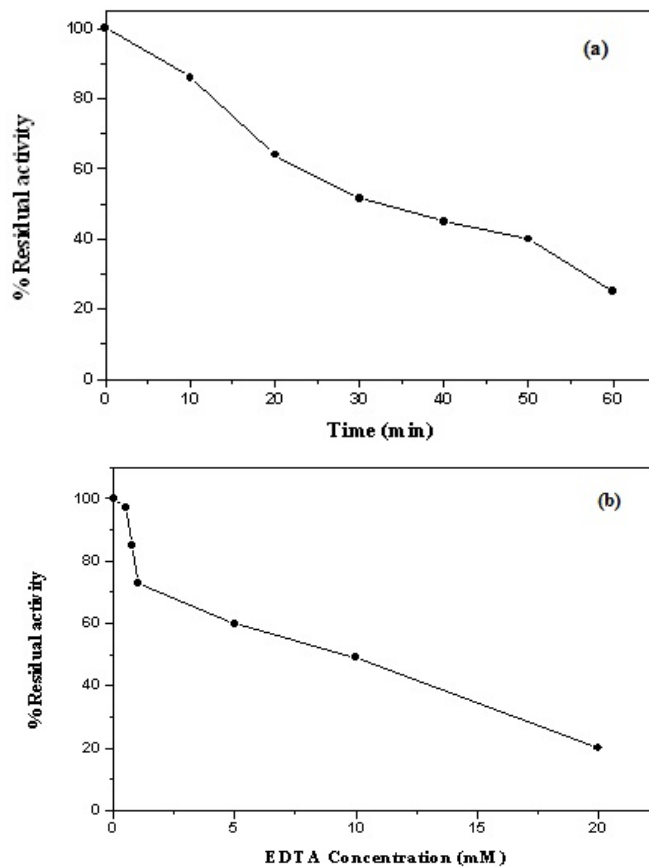 100
80
60
40
20
0
% Residual activity
(a)
0 10 20 30 40 50 60
Time (min)
100
80
60
40
20
0
%Residual activity
(b)
0 5 10 15 20
EDTA Concentration (mM)